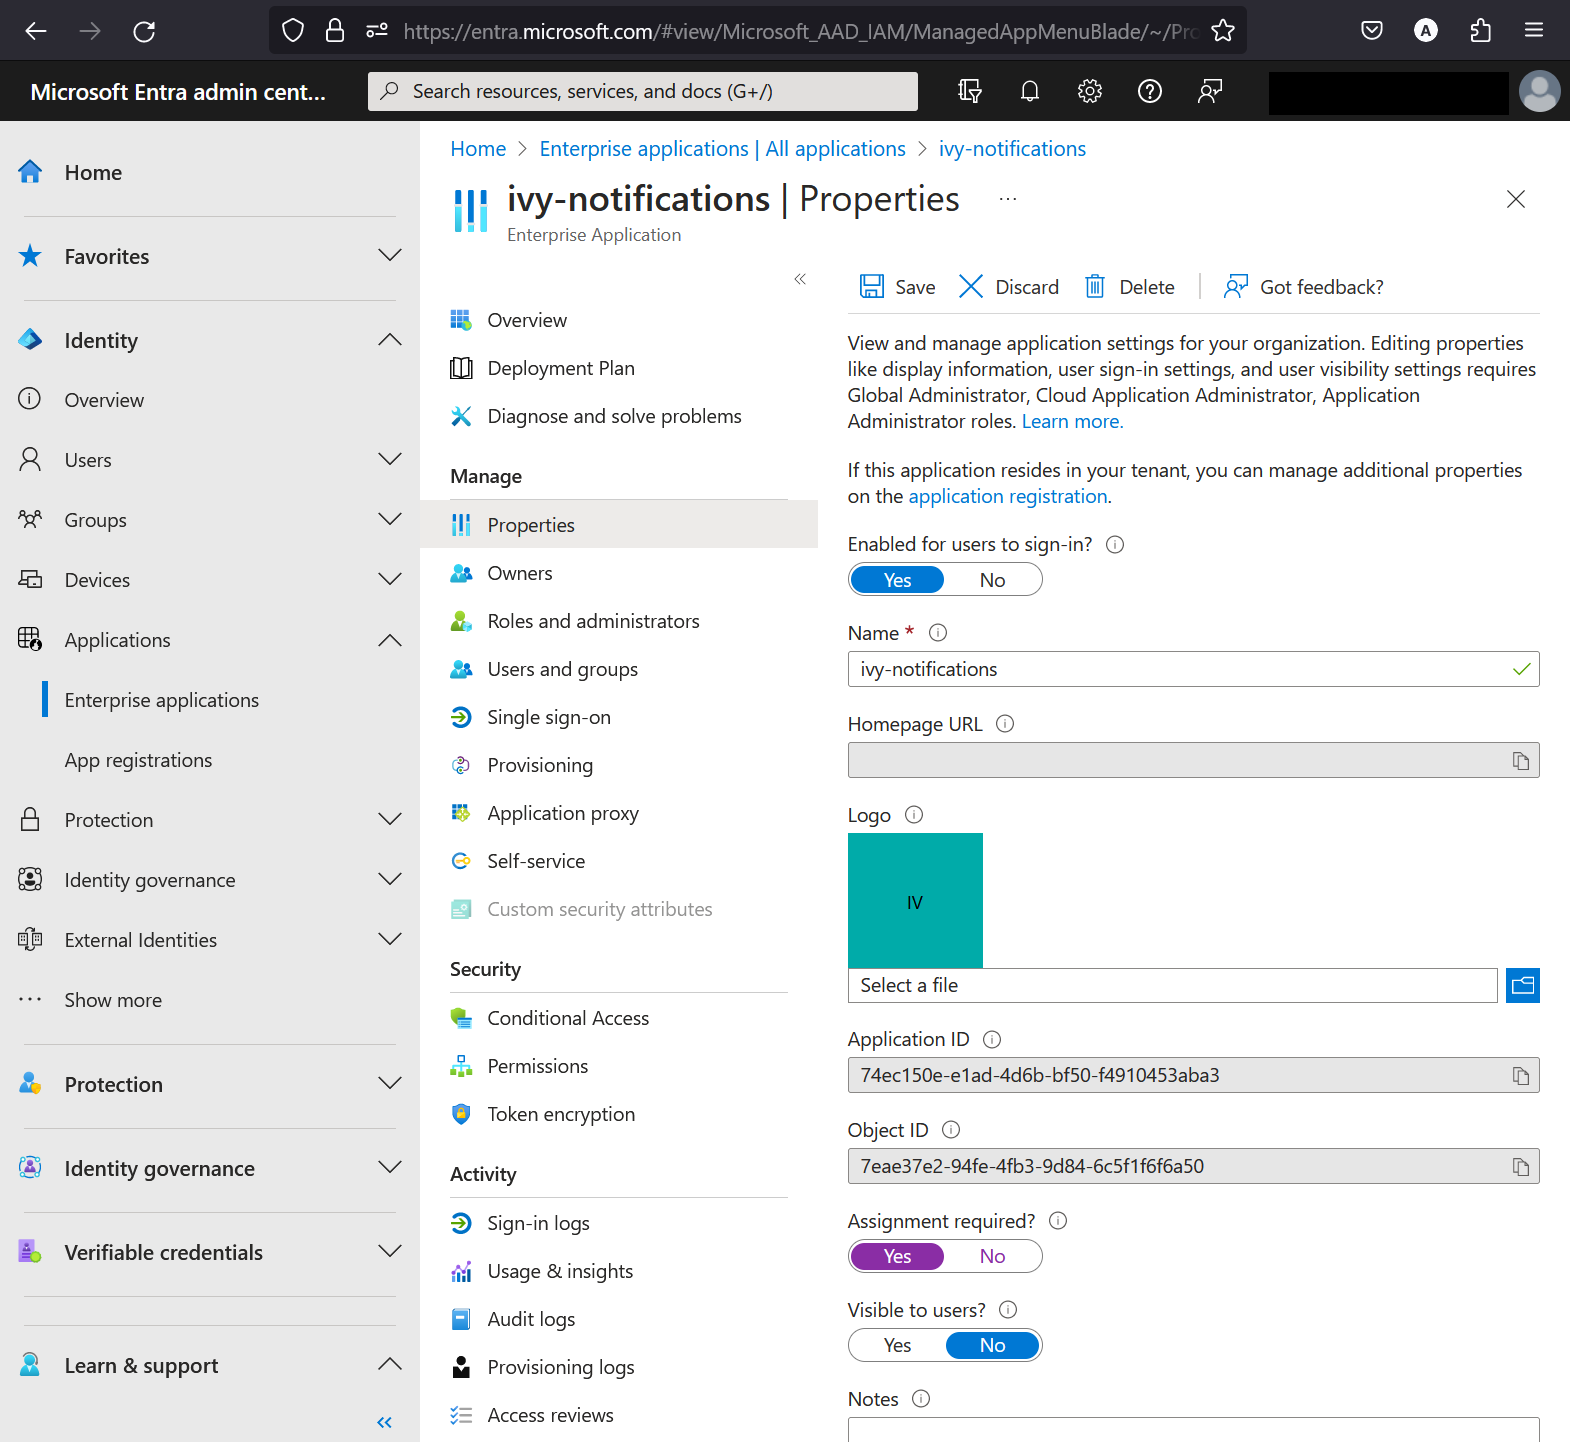 https://entra.microsoft.com/#view/Microsoft_AAD_IAM/ManagedAppMenuBlade/~/Pro
A
Microsoft Entra admin cent...
Search resources, services, and docs (G+/)
Home
Favorites
Identity
Overview
Users
Groups
Devices
Applications
Enterprise applications
App registrations
Protection
Identity governance
External Identities
Show more
Protection
Identity governance
Verifiable credentials
Learn & support
Home > Enterprise applications | All applications > ivy-notifications
ivy-notifications | Properties ...
Enterprise Application
Overview
Deployment Plan
Diagnose and solve problems
Manage
Properties
Owners
Roles and administrators
Users and groups
Single sign-on
Provisioning
Application proxy
Self-service
Custom security attributes
Security
Conditional Access
Permissions
Token encryption
Activity
Sign-in logs
Usage & insights
Audit logs
Provisioning logs
Access reviews
Save Discard Delete Got feedback?
View and manage application settings for your organization. Editing properties
like display information, user sign-in settings, and user visibility settings requires
Global Administrator, Cloud Application Administrator, Application
Administrator roles. Learn more.
If this application resides in your tenant, you can manage additional properties
on the application registration.
Enabled for users to sign-in?
Yes No
Name *
ivy-notifications
Homepage URL
Logo
IV
Select a file
Application ID
74ec150e-e1ad-4d6b-bf50-f4910453aba3
Object ID
7eae37e2-94fe-4fb3-9d84-6c5f1f6f6a50
Assignment required?
Yes No
Visible to users?
Yes No
Notes